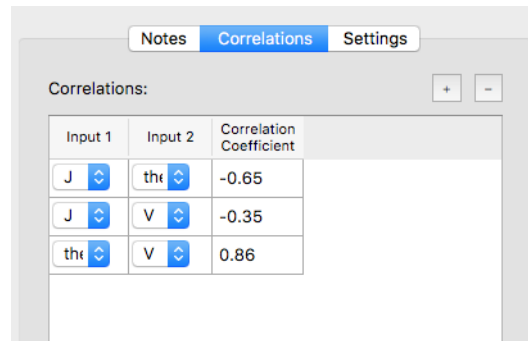 Notes Correlations Settings
Correlations: + -
Input 1 Input 2 Correlation Coefficient
J the -0.65
J V -0.35
the V 0.86